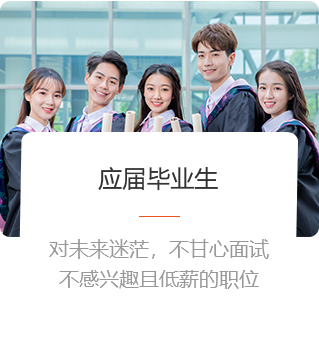 应届毕业生
对未来迷茫，不甘心面试
不感兴趣且低薪的职位